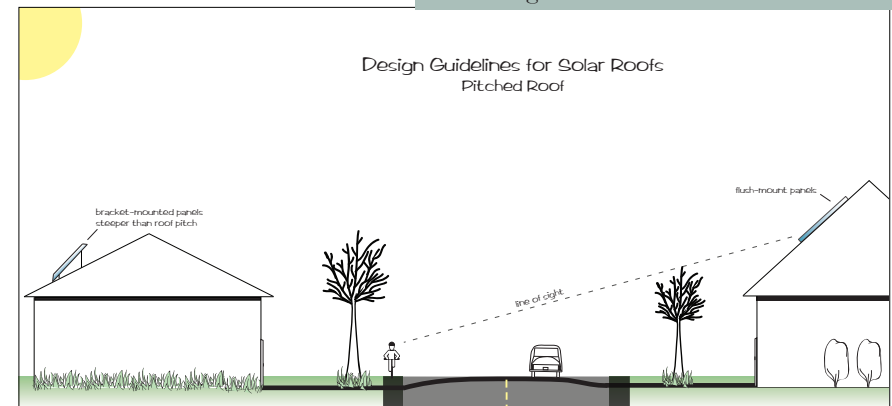 Design Guidelines for Solar Roofs
Pitched Roof
flush-mount panels
bracket-mounted panels
steeper than roof pitch
line of sight